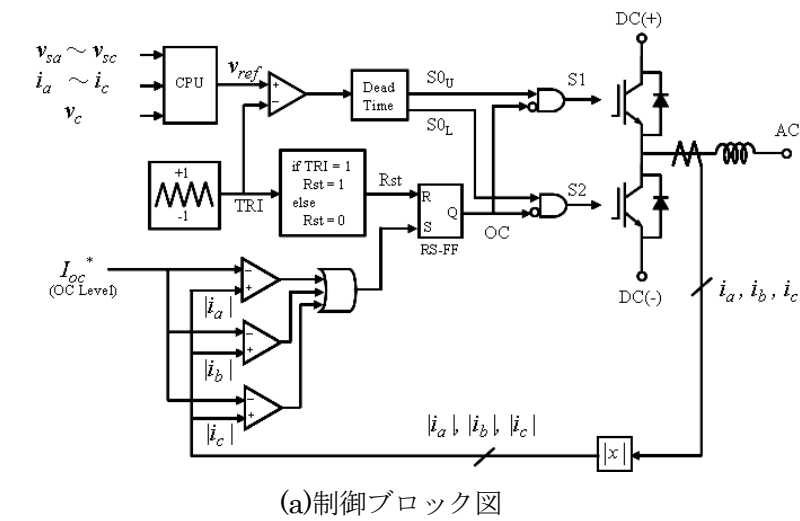 DC(+)
v_sa ～ v_sc
i_a ～ i_c
v_c
CPU
v_ref
+
−
Dead
Time
S0_U
S0_L
S1
AC
+1
-1
TRI
if TRI = 1
Rst = 1
else
Rst = 0
Rst
R
S
Q
RS-FF
OC
S2
DC(-)
I_oc*
(OC Level)
−
+
|i_a|
−
+
|i_b|
−
+
|i_c|
i_a , i_b , i_c
|i_a|, |i_b|, |i_c|
|x|
(a)制御ブロック図